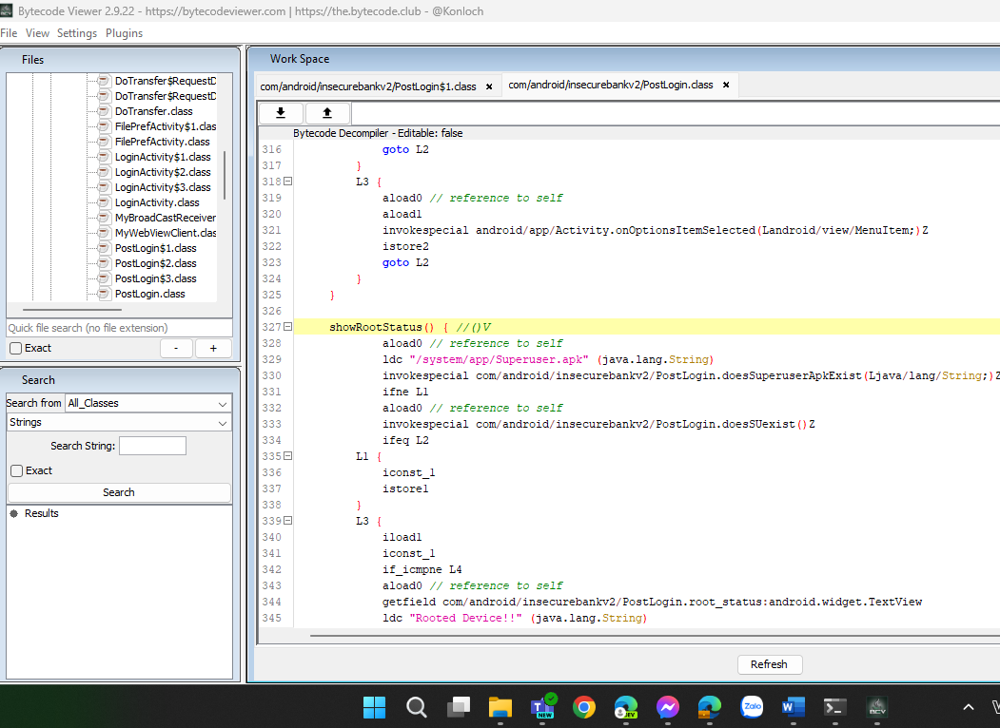 Bytecode Viewer 2.9.22 - https://bytecodeviewer.com | https://the.bytecode.club - @Konloch
File View Settings Plugins
Files
DoTransfer$RequestD
DoTransfer$RequestD
DoTransfer.class
FilePrefActivity$1.clas
FilePrefActivity.class
LoginActivity$1.class
LoginActivity$2.class
LoginActivity$3.class
LoginActivity.class
MyBroadCastReceiver
MyWebViewClient.clas
PostLogin$1.class
PostLogin$2.class
PostLogin$3.class
PostLogin.class
Quick file search (no file extension)
Exact
-
+
Search
Search from All_Classes
Strings
Search String:
Exact
Search
Results
Work Space
com/android/insecurebankv2/PostLogin$1.class ×
com/android/insecurebankv2/PostLogin.class ×
Bytecode Decompiler - Editable: false
316 goto L2
317 }
318 L3 {
319 aload0 // reference to self
320 aload1
321 invokespecial android/app/Activity.onOptionsItemSelected(Landroid/view/MenuItem;)Z
322 istore2
323 goto L2
324 }
325 }
326
327 showRootStatus() { //()V
328 aload0 // reference to self
329 ldc "/system/app/Superuser.apk" (java.lang.String)
330 invokespecial com/android/insecurebankv2/PostLogin.doesSuperuserApkExist(Ljava/lang/String;)Z
331 ifne L1
332 aload0 // reference to self
333 invokespecial com/android/insecurebankv2/PostLogin.doesSUexist()Z
334 ifeq L2
335 L1 {
336 iconst_1
337 istore1
338 }
339 L3 {
340 iload1
341 iconst_1
342 if_icmpne L4
343 aload0 // reference to self
344 getfield com/android/insecurebankv2/PostLogin.root_status:android.widget.TextView
345 ldc "Rooted Device!!" (java.lang.String)
Refresh
NEW
Zalo
BCV